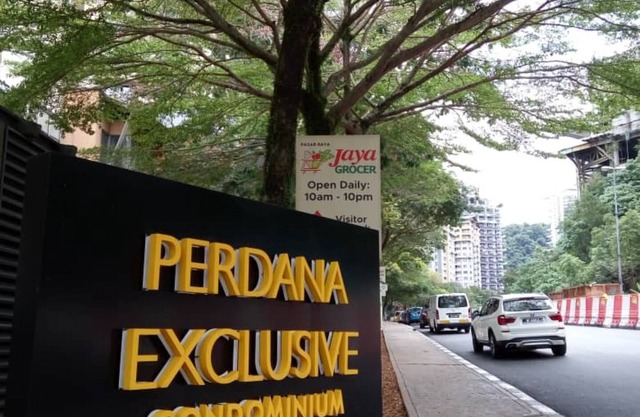 PASAR RAYA
Jaya
GROCER
Open Daily:
10am - 10pm
Visitor
PERDANA
EXCLUSIVE
CONDOMINIUM